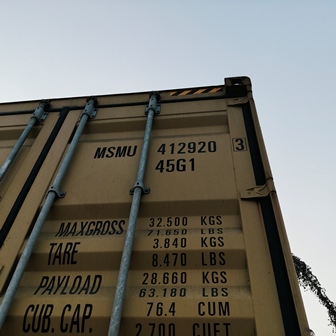 MSMU 412920 3
45G1
MAXGROSS 32.500 KGS
71.650 LBS
TARE 3.840 KGS
8.470 LBS
PAYLOAD 28.660 KGS
63.180 LBS
CUB. CAP. 76.4 CUM
2.700 CUFT